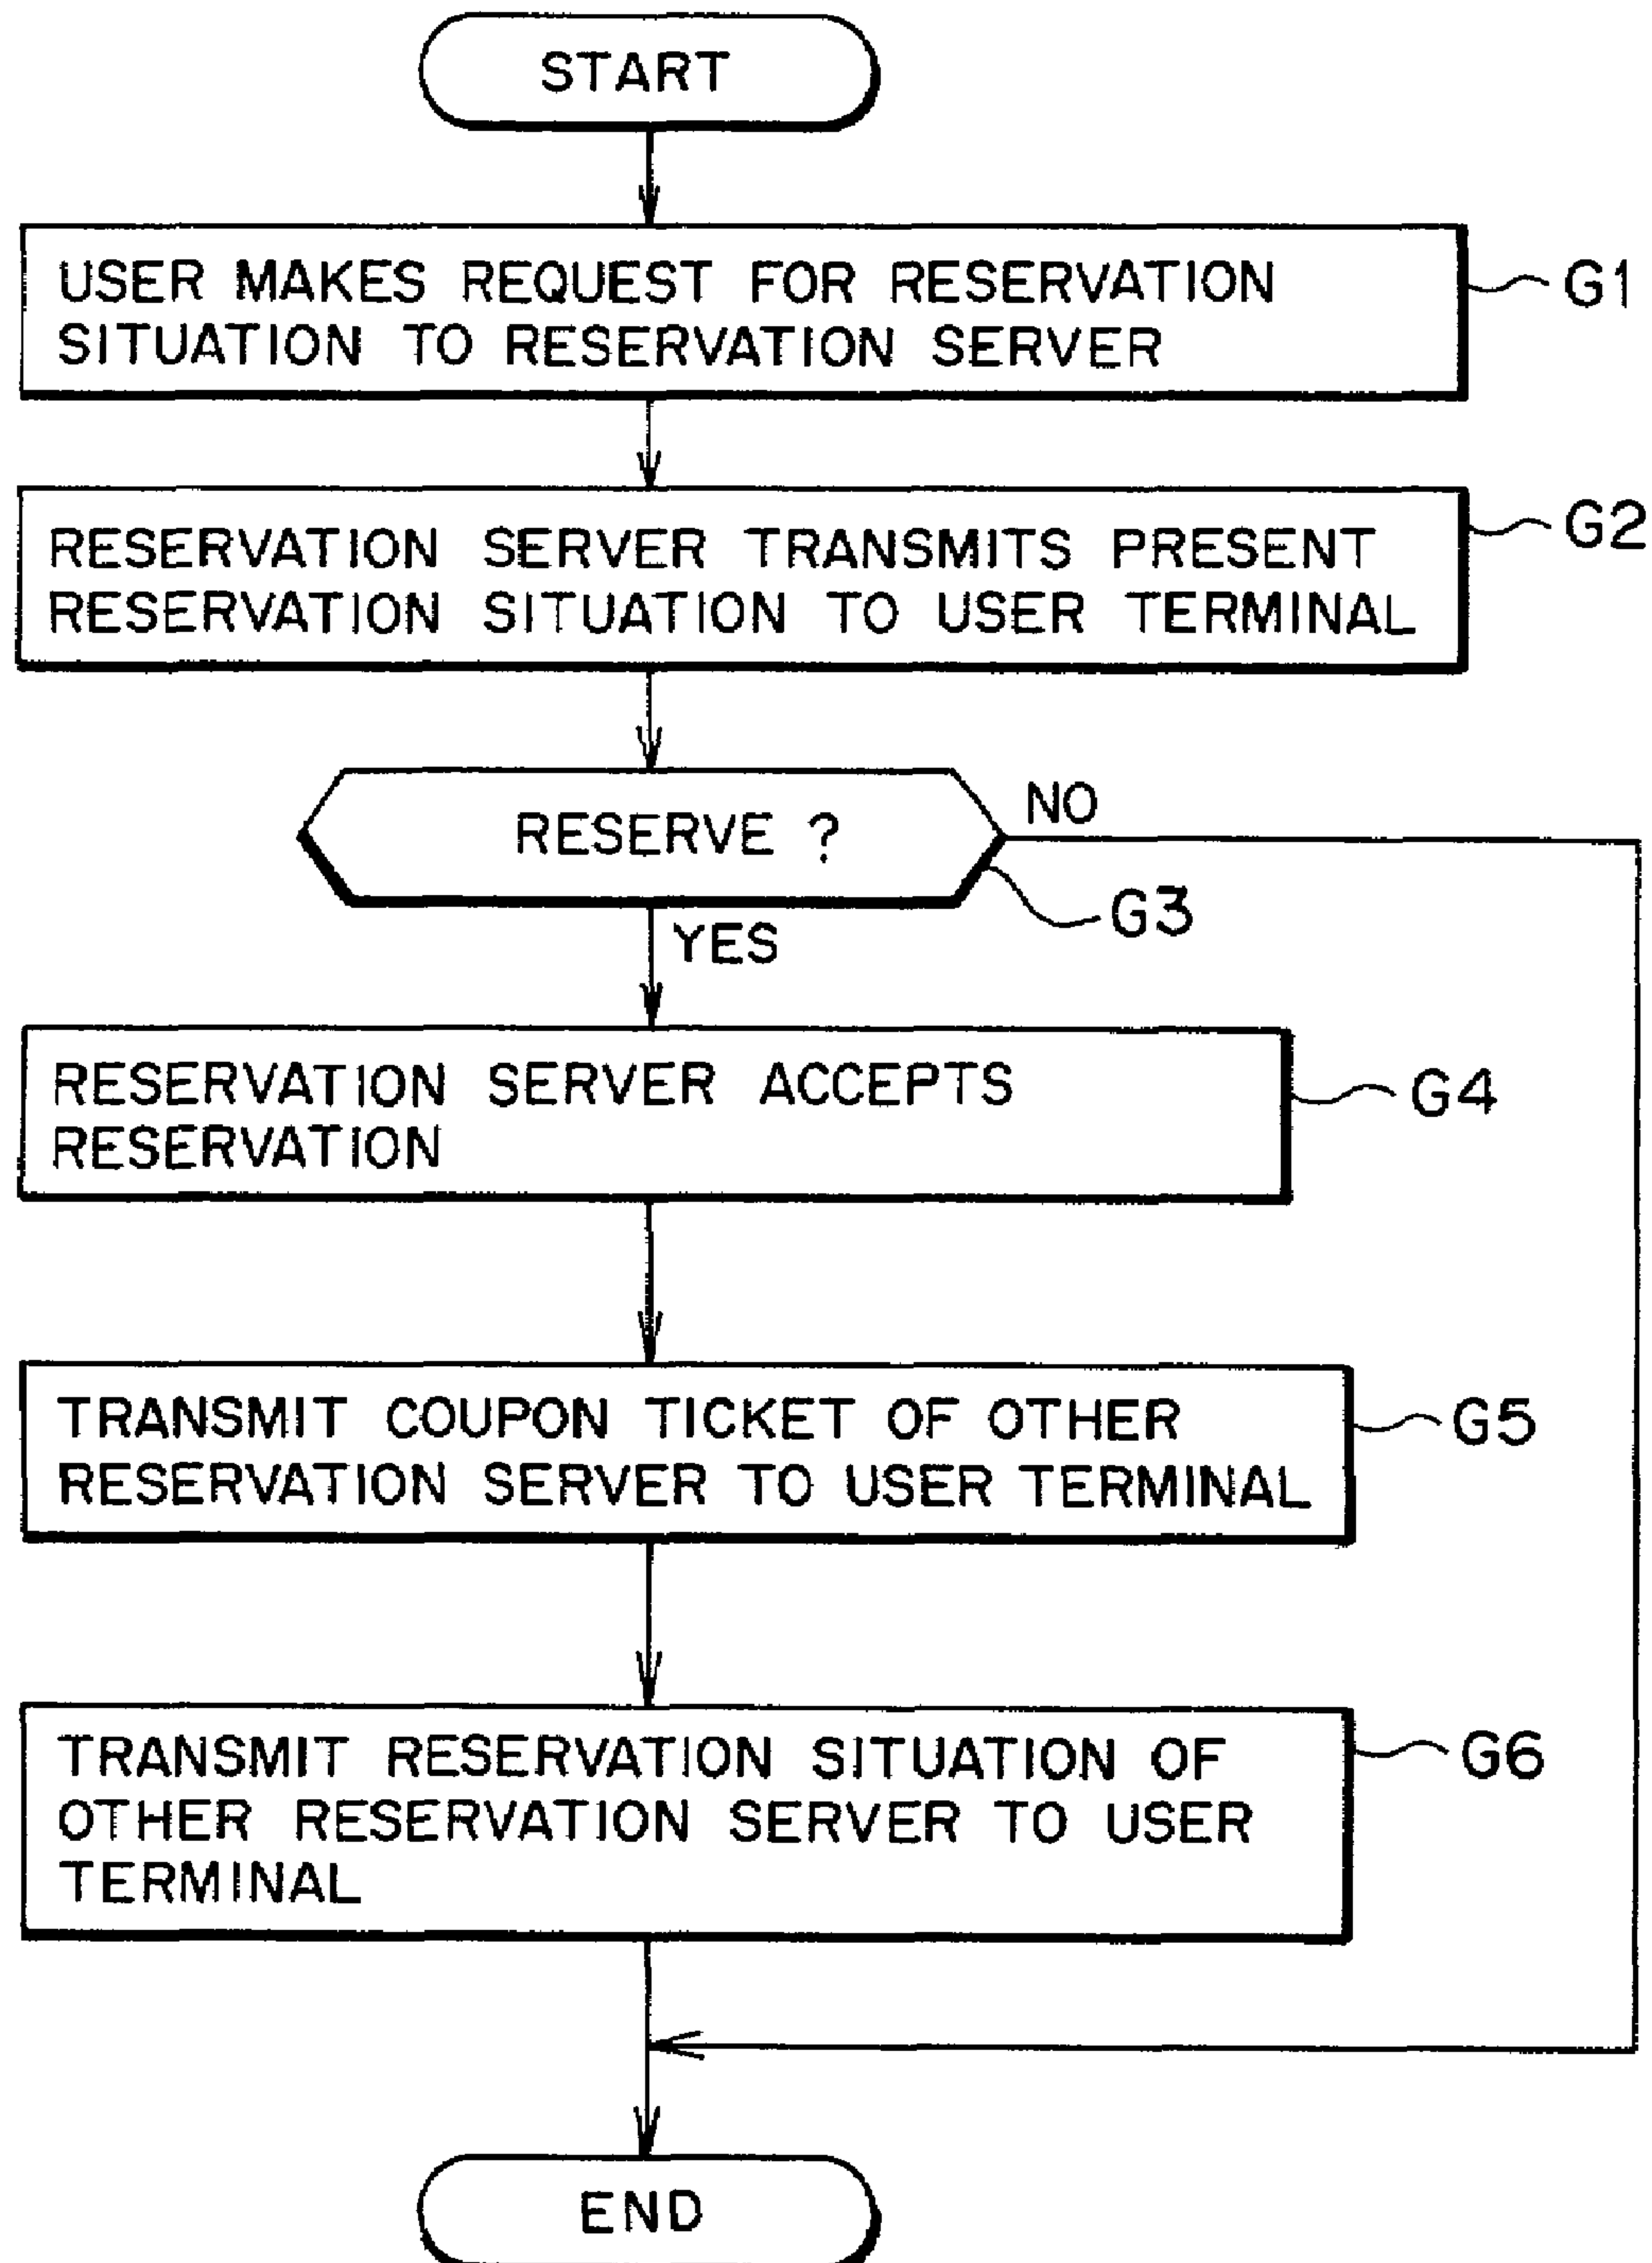 START
USER MAKES REQUEST FOR RESERVATION
SITUATION TO RESERVATION SERVER
G1
RESERVATION SERVER TRANSMITS PRESENT
RESERVATION SITUATION TO USER TERMINAL
G2
RESERVE ?
NO
G3
YES
RESERVATION SERVER ACCEPTS
RESERVATION
G4
TRANSMIT COUPON TICKET OF OTHER
RESERVATION SERVER TO USER TERMINAL
G5
TRANSMIT RESERVATION SITUATION OF
OTHER RESERVATION SERVER TO USER
TERMINAL
G6
END